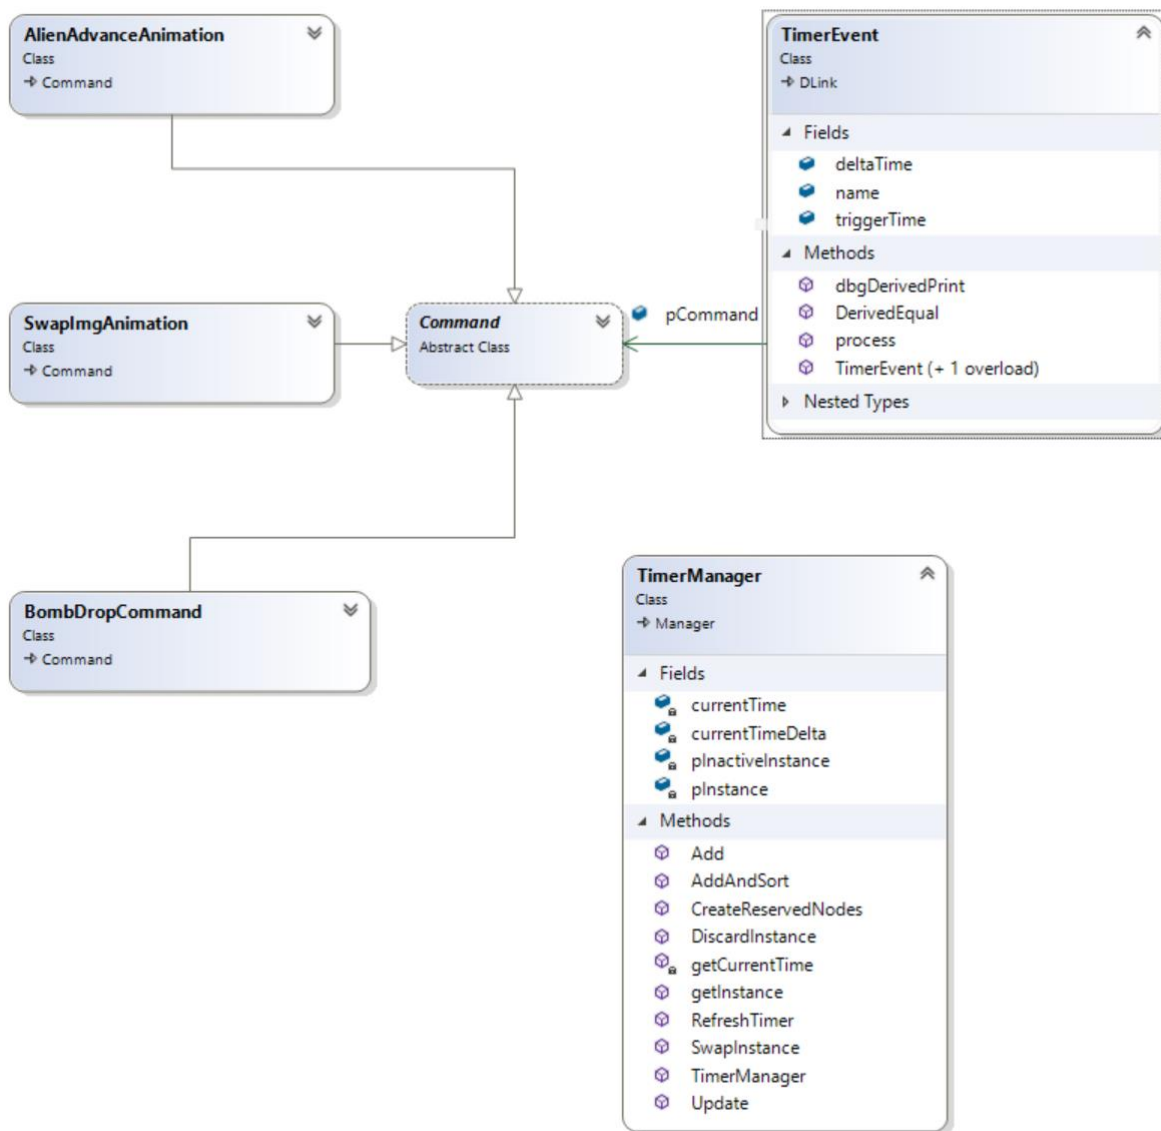 AlienAdvanceAnimation
Class
Command
TimerEvent
Class
DLink
Fields
deltaTime
name
triggerTime
Methods
dbgDerivedPrint
DerivedEqual
process
TimerEvent (+ 1 overload)
Nested Types
SwapImgAnimation
Class
Command
Command
Abstract Class
pCommand
BombDropCommand
Class
Command
TimerManager
Class
Manager
Fields
currentTime
currentTimeDelta
pInactiveInstance
pInstance
Methods
Add
AddAndSort
CreateReservedNodes
DiscardInstance
getCurrentTime
getInstance
RefreshTimer
SwapInstance
TimerManager
Update